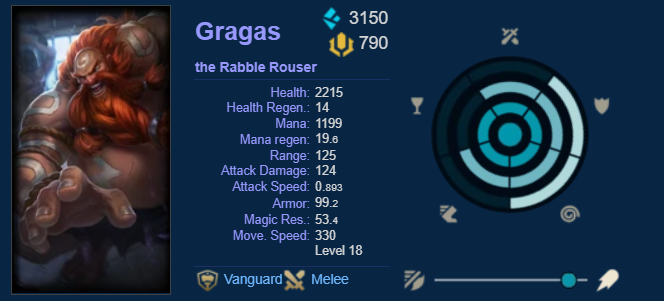 Gragas
3150
790
the Rabble Rouser
Health: 2215
Health Regen.: 14
Mana: 1199
Mana regen: 19.6
Range: 125
Attack Damage: 124
Attack Speed: 0.893
Armor: 99.2
Magic Res.: 53.4
Move. Speed: 330
Level 18
Vanguard Melee